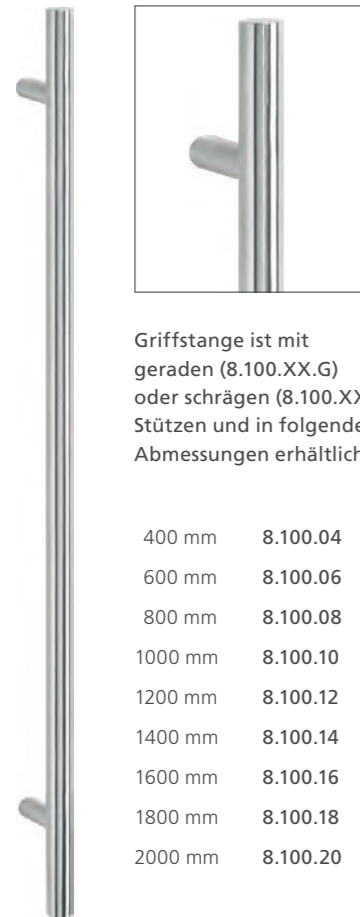 Griffstange ist mit
geraden (8.100.XX.G)
oder schrägen (8.100.XX
Stützen und in folgende
Abmessungen erhältlich
400 mm 8.100.04
600 mm 8.100.06
800 mm 8.100.08
1000 mm 8.100.10
1200 mm 8.100.12
1400 mm 8.100.14
1600 mm 8.100.16
1800 mm 8.100.18
2000 mm 8.100.20